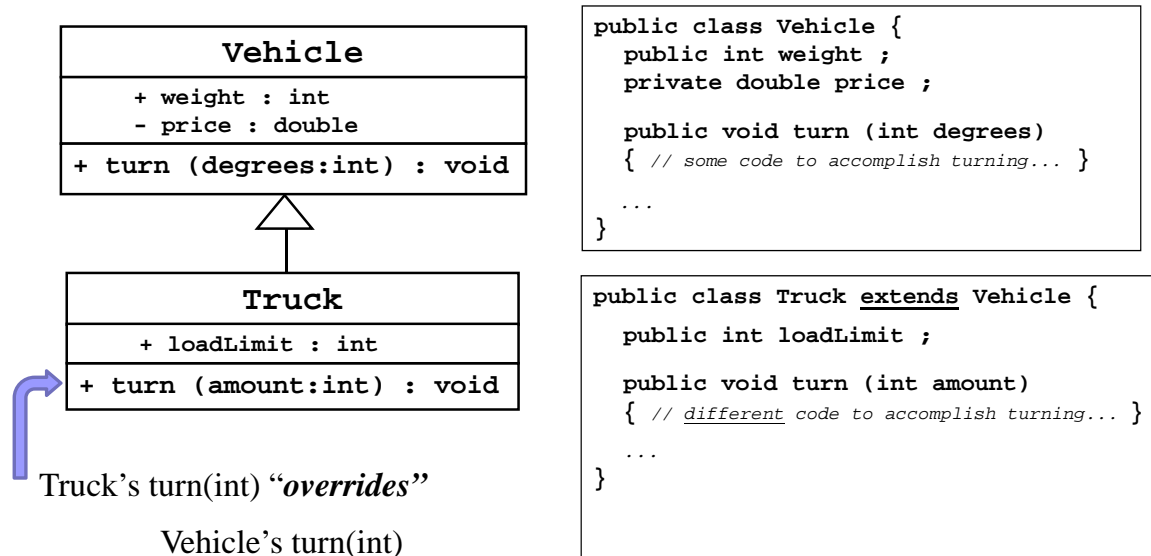 Vehicle
+ weight : int
- price : double
+ turn (degrees:int) : void
Truck
+ loadLimit : int
+ turn (amount:int) : void
Truck’s turn(int) “overrides”
Vehicle’s turn(int)
public class Vehicle {
public int weight ;
private double price ;
public void turn (int degrees)
{ // some code to accomplish turning... }
...
}
public class Truck extends Vehicle {
public int loadLimit ;
public void turn (int amount)
{ // different code to accomplish turning... }
...
}